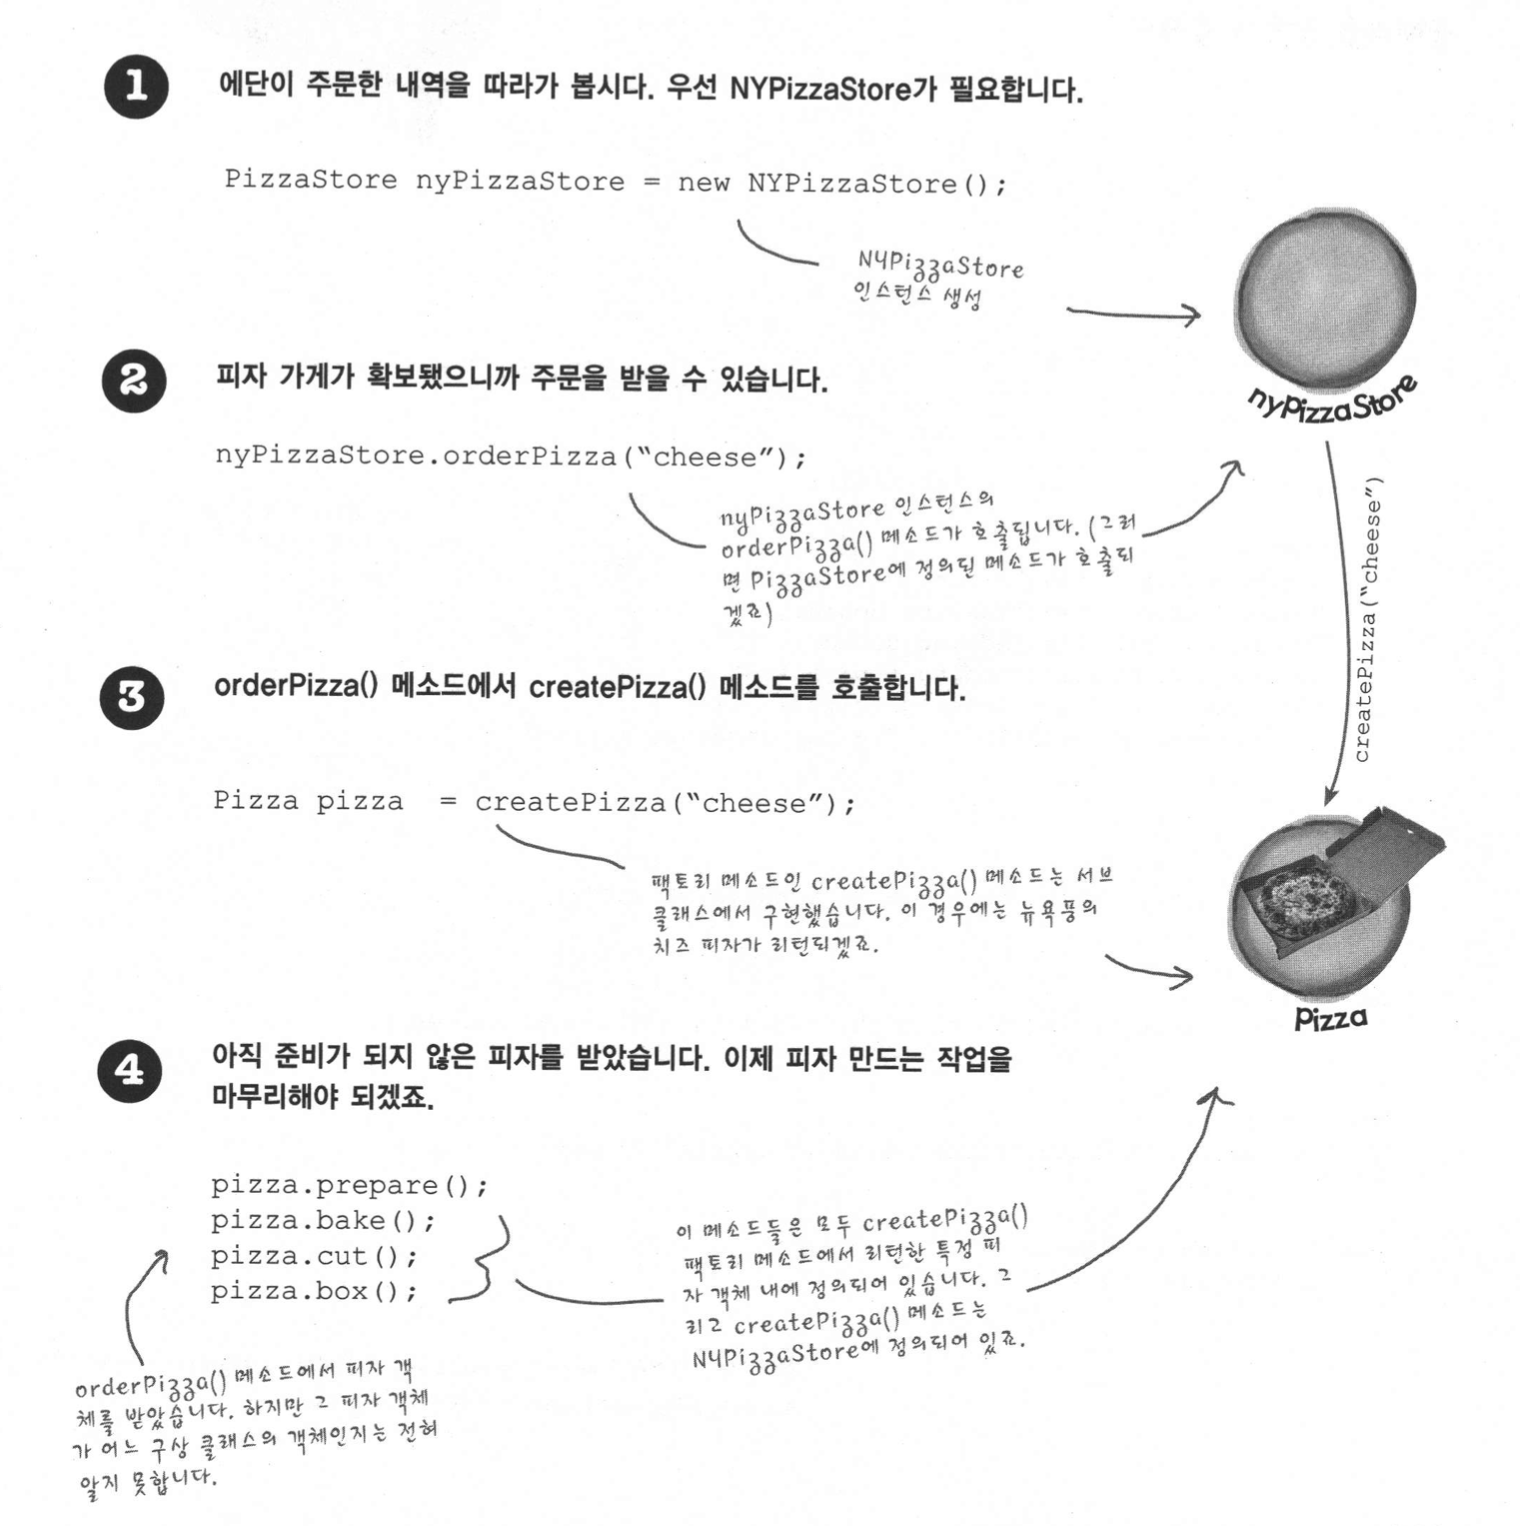 1
에단이 주문한 내역을 따라가 봅시다. 우선 NYPizzaStore가 필요합니다.
PizzaStore nyPizzaStore = new NYPizzaStore();
NYPizzaStore
인스턴스 생성
nyPizzaStore
2
피자 가게가 확보됐으니까 주문을 받을 수 있습니다.
nyPizzaStore.orderPizza(“cheese”);
nyPizzaStore 인스턴스의
orderPizza() 메소드가 호출됩니다. (그러
면 PizzaStore에 정의된 메소드가 호출되
겠죠)
createPizza(“cheese”)
3
orderPizza() 메소드에서 createPizza() 메소드를 호출합니다.
Pizza pizza  = createPizza(“cheese”);
팩토리 메소드인 createPizza() 메소드는 서브
클래스에서 구현했습니다. 이 경우에는 뉴욕풍의
치즈 피자가 리턴되겠죠.
Pizza
4
아직 준비가 되지 않은 피자를 받았습니다. 이제 피자 만드는 작업을
마무리해야 되겠죠.
pizza.prepare();
pizza.bake();
pizza.cut();
pizza.box();
이 메소드들은 모두 createPizza()
팩토리 메소드에서 리턴한 특정 피
자 객체 내에 정의되어 있습니다. 그
리고 createPizza() 메소드는
NYPizzaStore에 정의되어 있죠.
orderPizza() 메소드에서 피자 객
체를 받았습니다. 하지만 그 피자 객체
가 어느 구상 클래스의 객체인지는 전혀
알지 못합니다.